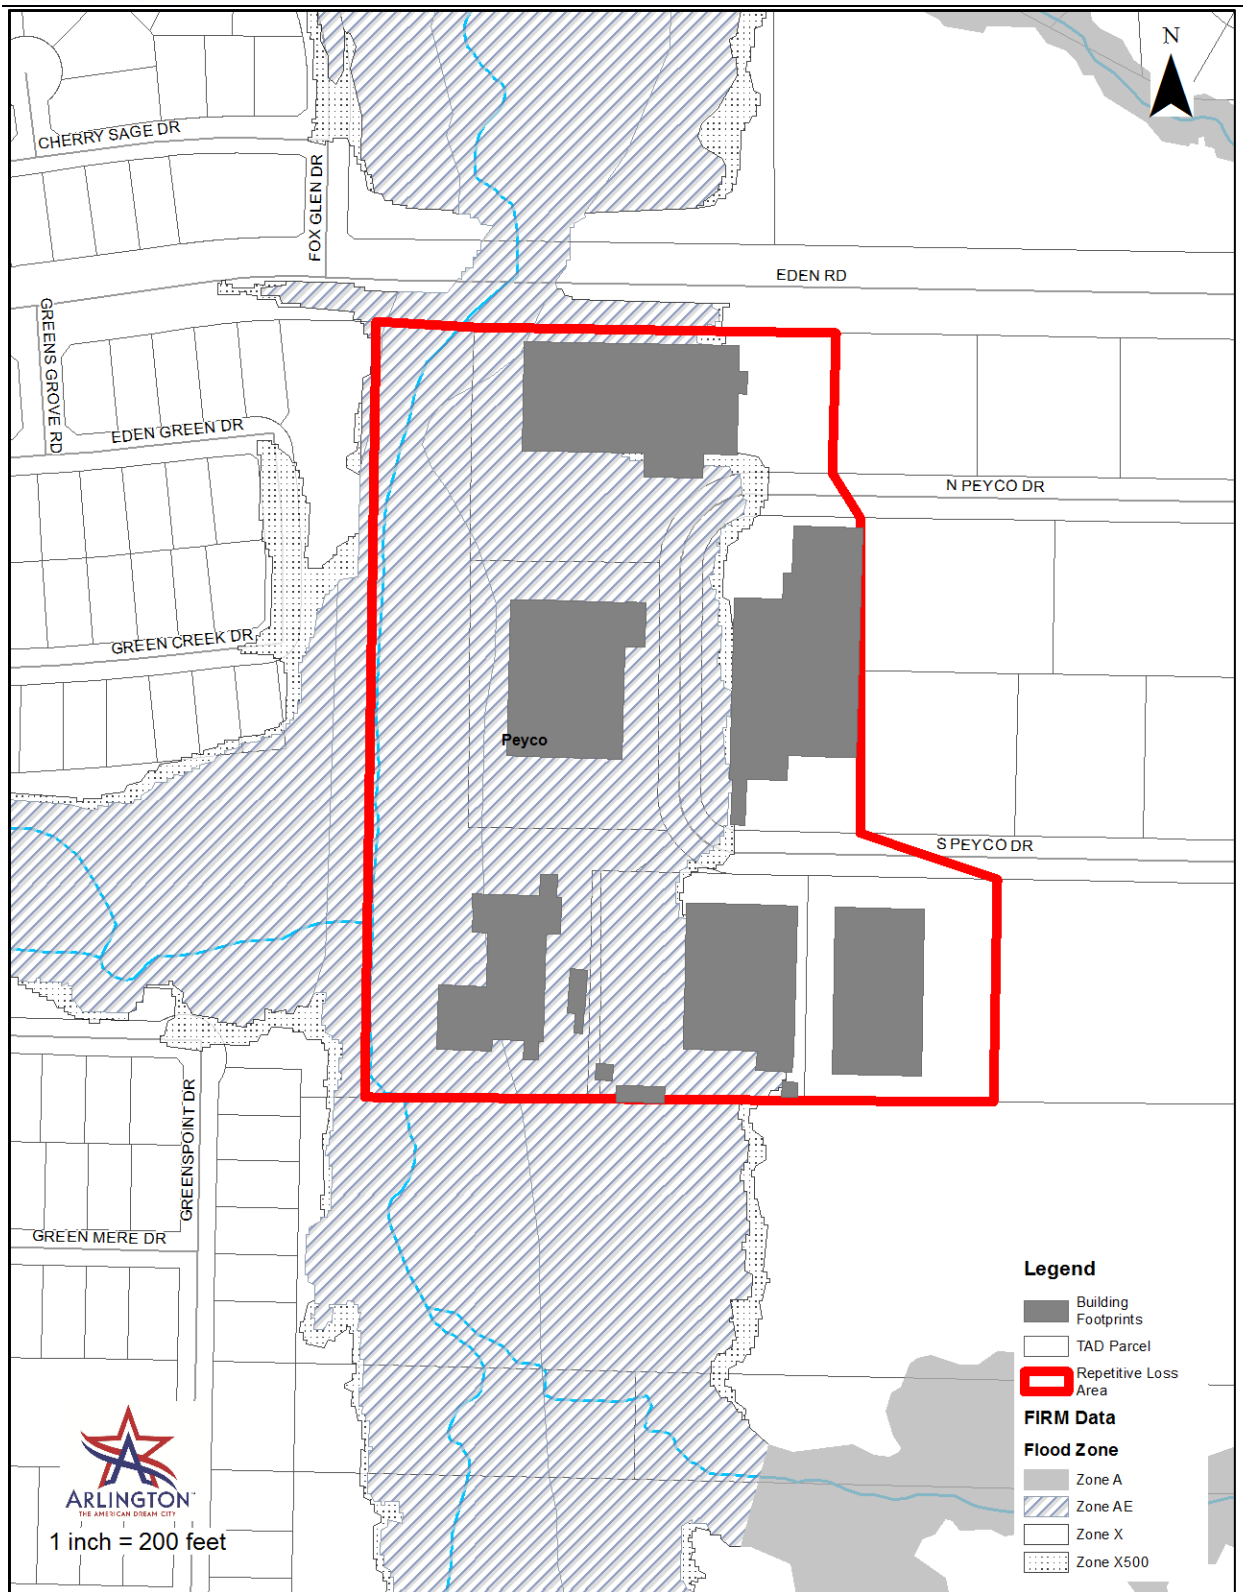 N
CHERRY SAGE DR
FOX GLEN DR
EDEN RD
GREENS GROVE RD
EDEN GREEN DR
N PEYCO DR
GREEN CREEK DR
Peyco
S PEYCO DR
GREENSPOINT DR
GREEN MERE DR
Legend
Building
Footprints
TAD Parcel
Repetitive Loss
Area
FIRM Data
Flood Zone
Zone A
Zone AE
Zone X
Zone X500
ARLINGTON
THE AMERICAN DREAM CITY
1 inch = 200 feet